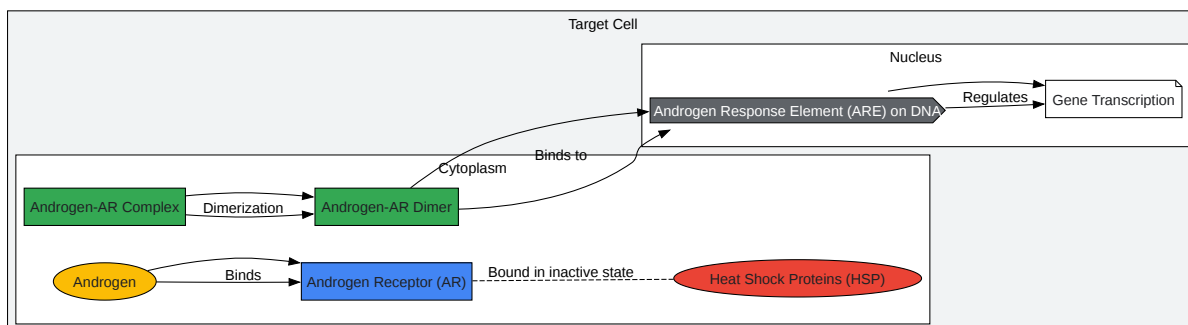 Target Cell
Nucleus
Androgen Response Element (ARE) on DNA
Regulates
Gene Transcription
Cytoplasm
Binds to
Androgen-AR Complex
Dimerization
Androgen-AR Dimer
Androgen
Binds
Androgen Receptor (AR)
Bound in inactive state
Heat Shock Proteins (HSP)